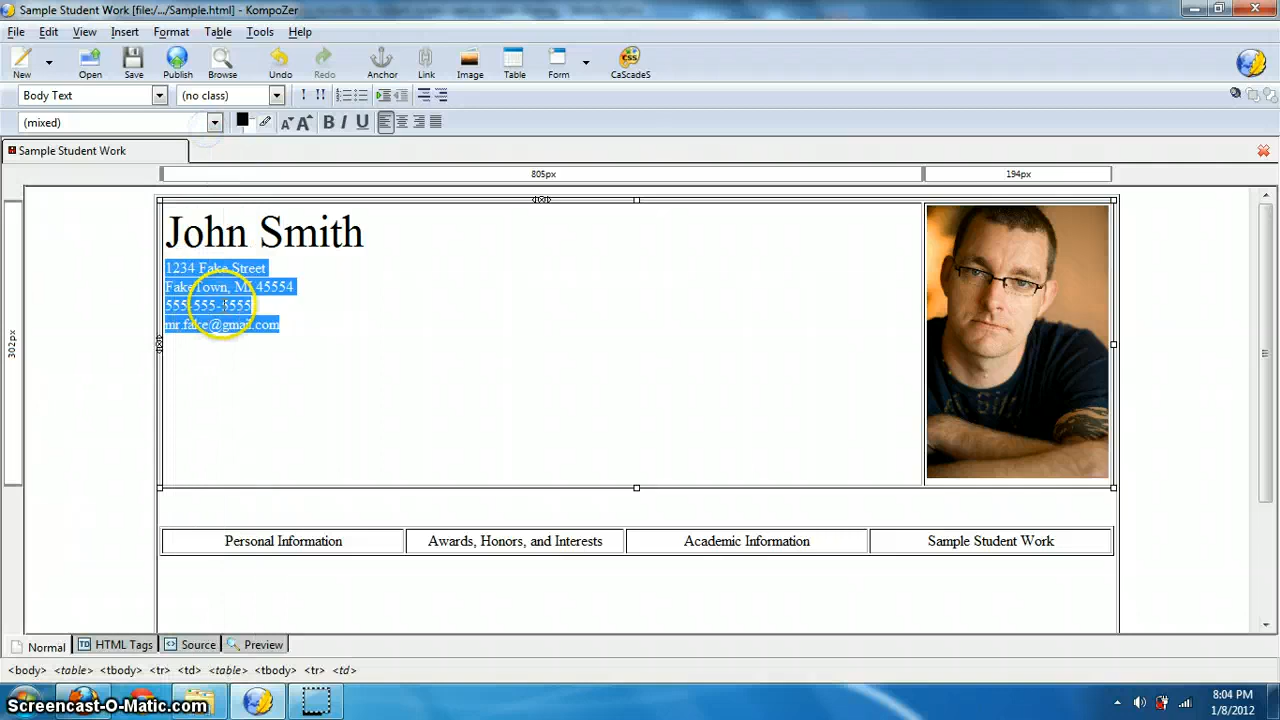 Sample Student Work [file:/.../Sample.html] - KompoZer
File Edit View Insert Format Table Tools Help
New Open Save Publish Browse Undo Redo Anchor Link Image Table Form CaScadeS
Body Text (no class)
(mixed) B I U
Sample Student Work
805px 194px
302px
John Smith
1234 Fake Street
FakeTown, MI 45554
555-555-5555
mr.fake@gmail.com
Personal Information Awards, Honors, and Interests Academic Information Sample Student Work
Normal HTML Tags Source Preview
<body> <table> <tbody> <tr> <td> <table> <tbody> <tr> <td>
Screencast-O-Matic.com
8:04 PM
1/8/2012